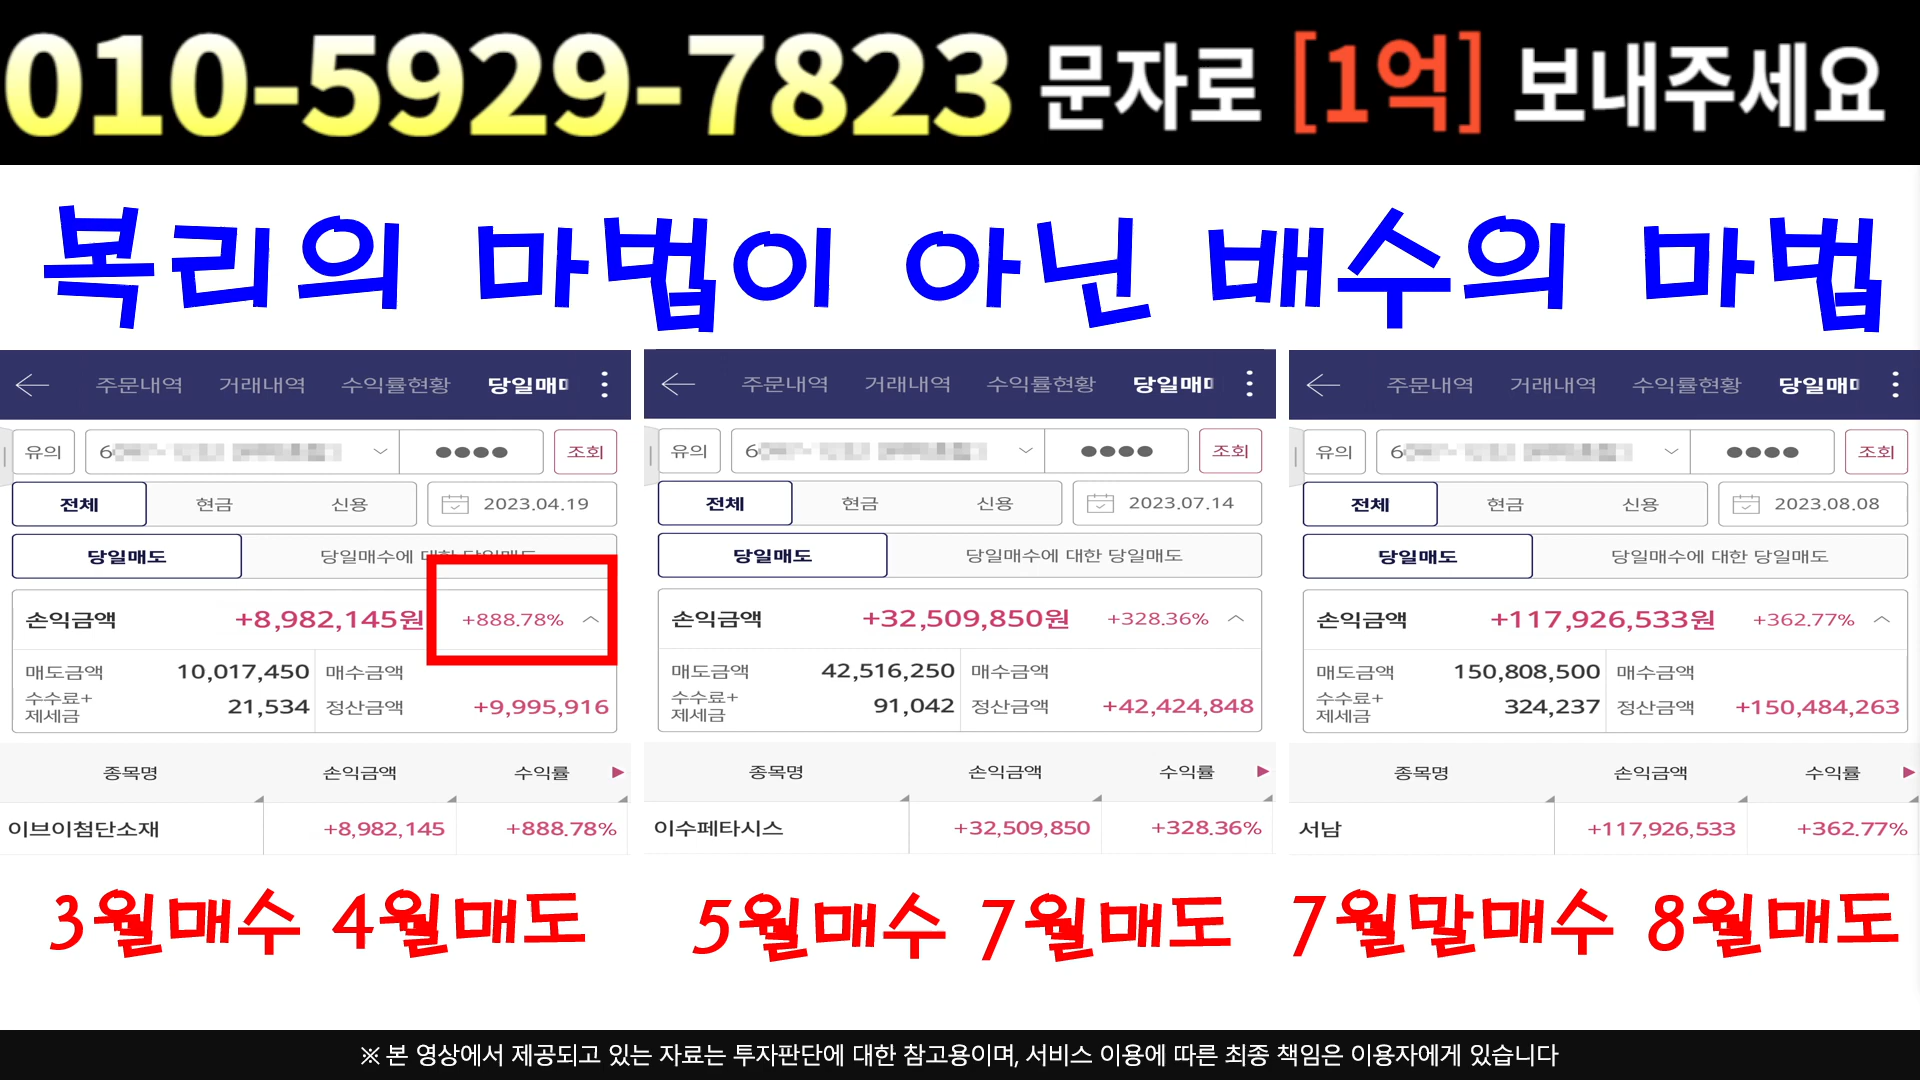 010-5929-7823 문자로 [1억] 보내주세요
복리의 마법이 아닌 배수의 마법
주문내역 거래내역 수익률현황 당일매
유의 6 ●●●● 조회
전체 현금 신용 2023.04.19
당일매도 당일매수에 대한 당일매도
손익금액 +8,982,145원 +888.78%
매도금액 10,017,450 매수금액
수수료+
제세금 21,534 정산금액 +9,995,916
종목명 손익금액 수익률
이브이첨단소재 +8,982,145 +888.78%
3월매수 4월매도
주문내역 거래내역 수익률현황 당일매
유의 6 ●●●● 조회
전체 현금 신용 2023.07.14
당일매도 당일매수에 대한 당일매도
손익금액 +32,509,850원 +328.36%
매도금액 42,516,250 매수금액
수수료+
제세금 91,042 정산금액 +42,424,848
종목명 손익금액 수익률
이수페타시스 +32,509,850 +328.36%
5월매수 7월매도
주문내역 거래내역 수익률현황 당일매
유의 6 ●●●● 조회
전체 현금 신용 2023.08.08
당일매도 당일매수에 대한 당일매도
손익금액 +117,926,533원 +362.77%
매도금액 150,808,500 매수금액
수수료+
제세금 324,237 정산금액 +150,484,263
종목명 손익금액 수익률
서남 +117,926,533 +362.77%
7월말매수 8월매도
※ 본 영상에서 제공되고 있는 자료는 투자판단에 대한 참고용이며, 서비스 이용에 따른 최종 책임은 이용자에게 있습니다